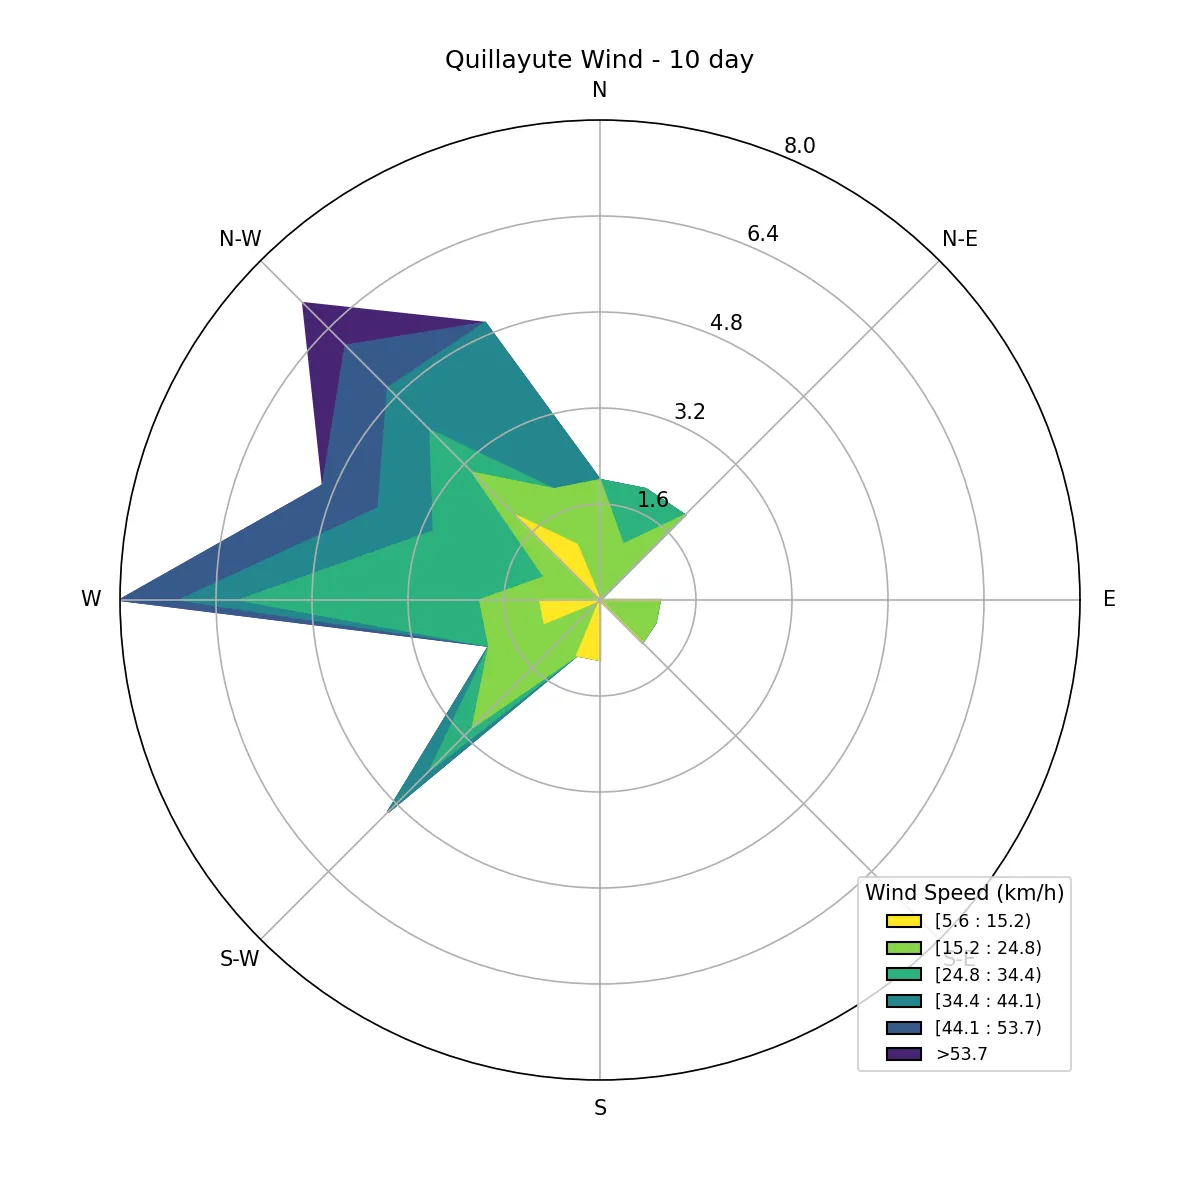 Quillayute Wind - 10 day
N
8.0
N-W
N-E
6.4
4.8
3.2
1.6
W
E
S-W
S-E
S
Wind Speed (km/h)
[5.6 : 15.2)
[15.2 : 24.8)
[24.8 : 34.4)
[34.4 : 44.1)
[44.1 : 53.7)
>53.7